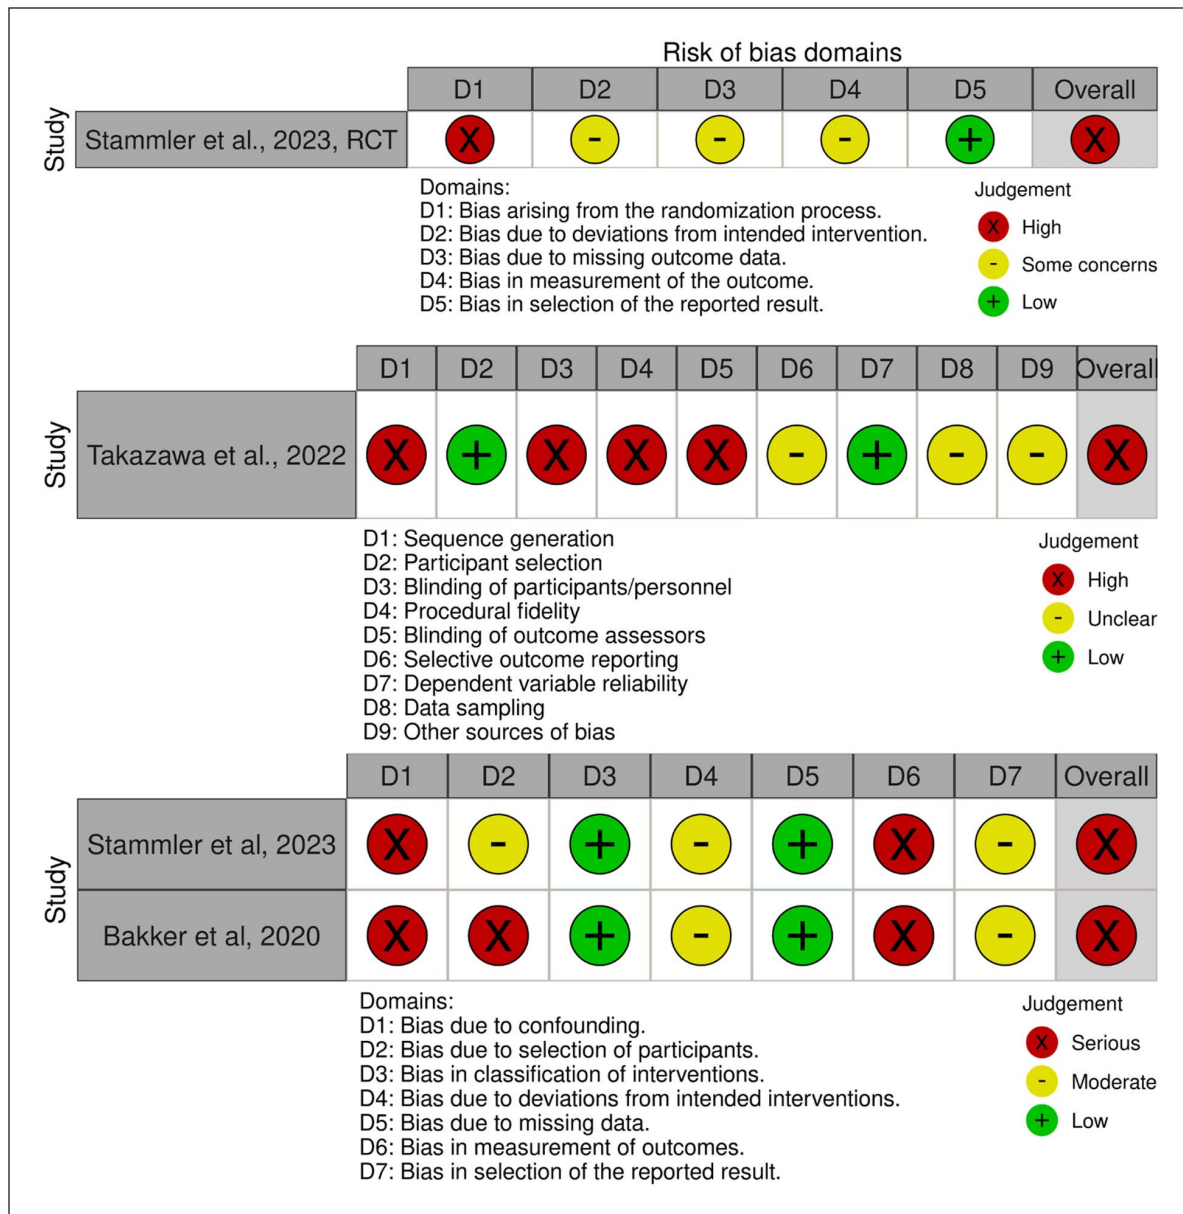 Risk of bias domains
D1 D2 D3 D4 D5 Overall
Study
Stammler et al., 2023, RCT X - - - + X
Domains:
D1: Bias arising from the randomization process.
D2: Bias due to deviations from intended intervention.
D3: Bias due to missing outcome data.
D4: Bias in measurement of the outcome.
D5: Bias in selection of the reported result.
Judgement
X High
- Some concerns
+ Low
D1 D2 D3 D4 D5 D6 D7 D8 D9 Overall
Study
Takazawa et al., 2022 X + X X X - + - - X
D1: Sequence generation
D2: Participant selection
D3: Blinding of participants/personnel
D4: Procedural fidelity
D5: Blinding of outcome assessors
D6: Selective outcome reporting
D7: Dependent variable reliability
D8: Data sampling
D9: Other sources of bias
Judgement
X High
- Unclear
+ Low
D1 D2 D3 D4 D5 D6 D7 Overall
Study
Stammler et al, 2023 X - + - + X - X
Bakker et al, 2020 X X + - + X - X
Domains:
D1: Bias due to confounding.
D2: Bias due to selection of participants.
D3: Bias in classification of interventions.
D4: Bias due to deviations from intended interventions.
D5: Bias due to missing data.
D6: Bias in measurement of outcomes.
D7: Bias in selection of the reported result.
Judgement
X Serious
- Moderate
+ Low